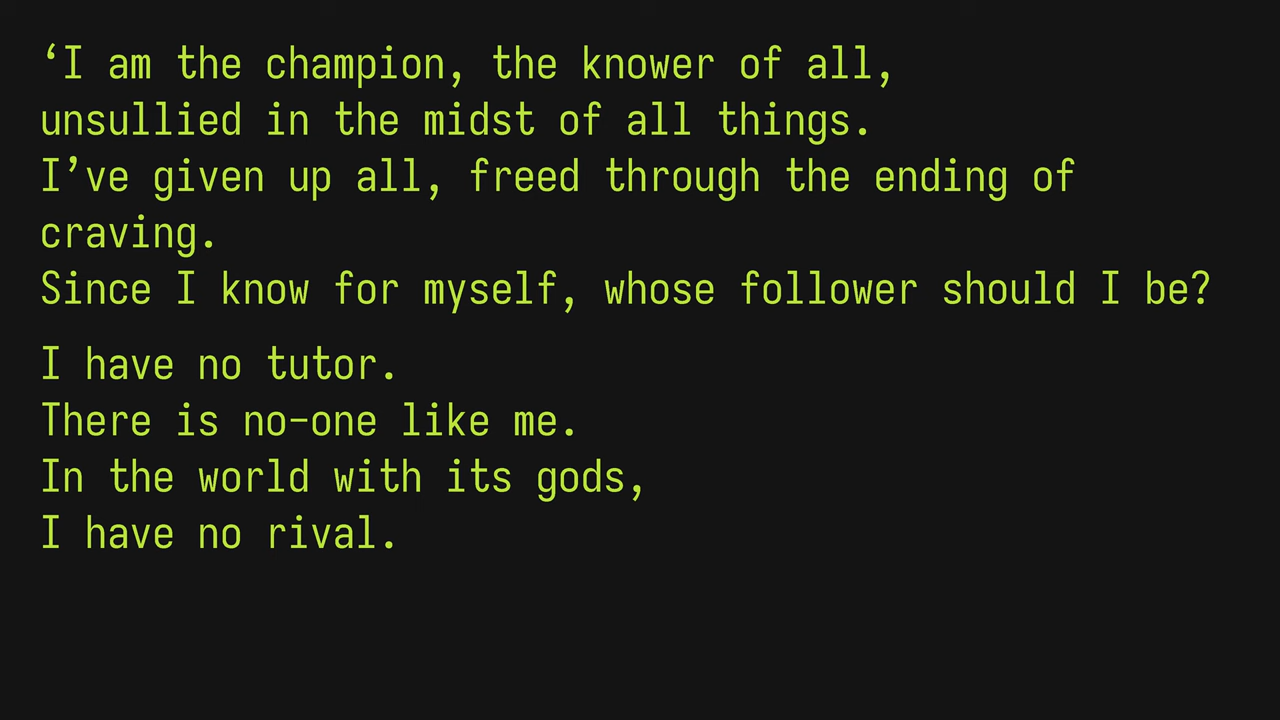 ‘I am the champion, the knower of all,
unsullied in the midst of all things.
I’ve given up all, freed through the ending of
craving.
Since I know for myself, whose follower should I be?
I have no tutor.
There is no-one like me.
In the world with its gods,
I have no rival.